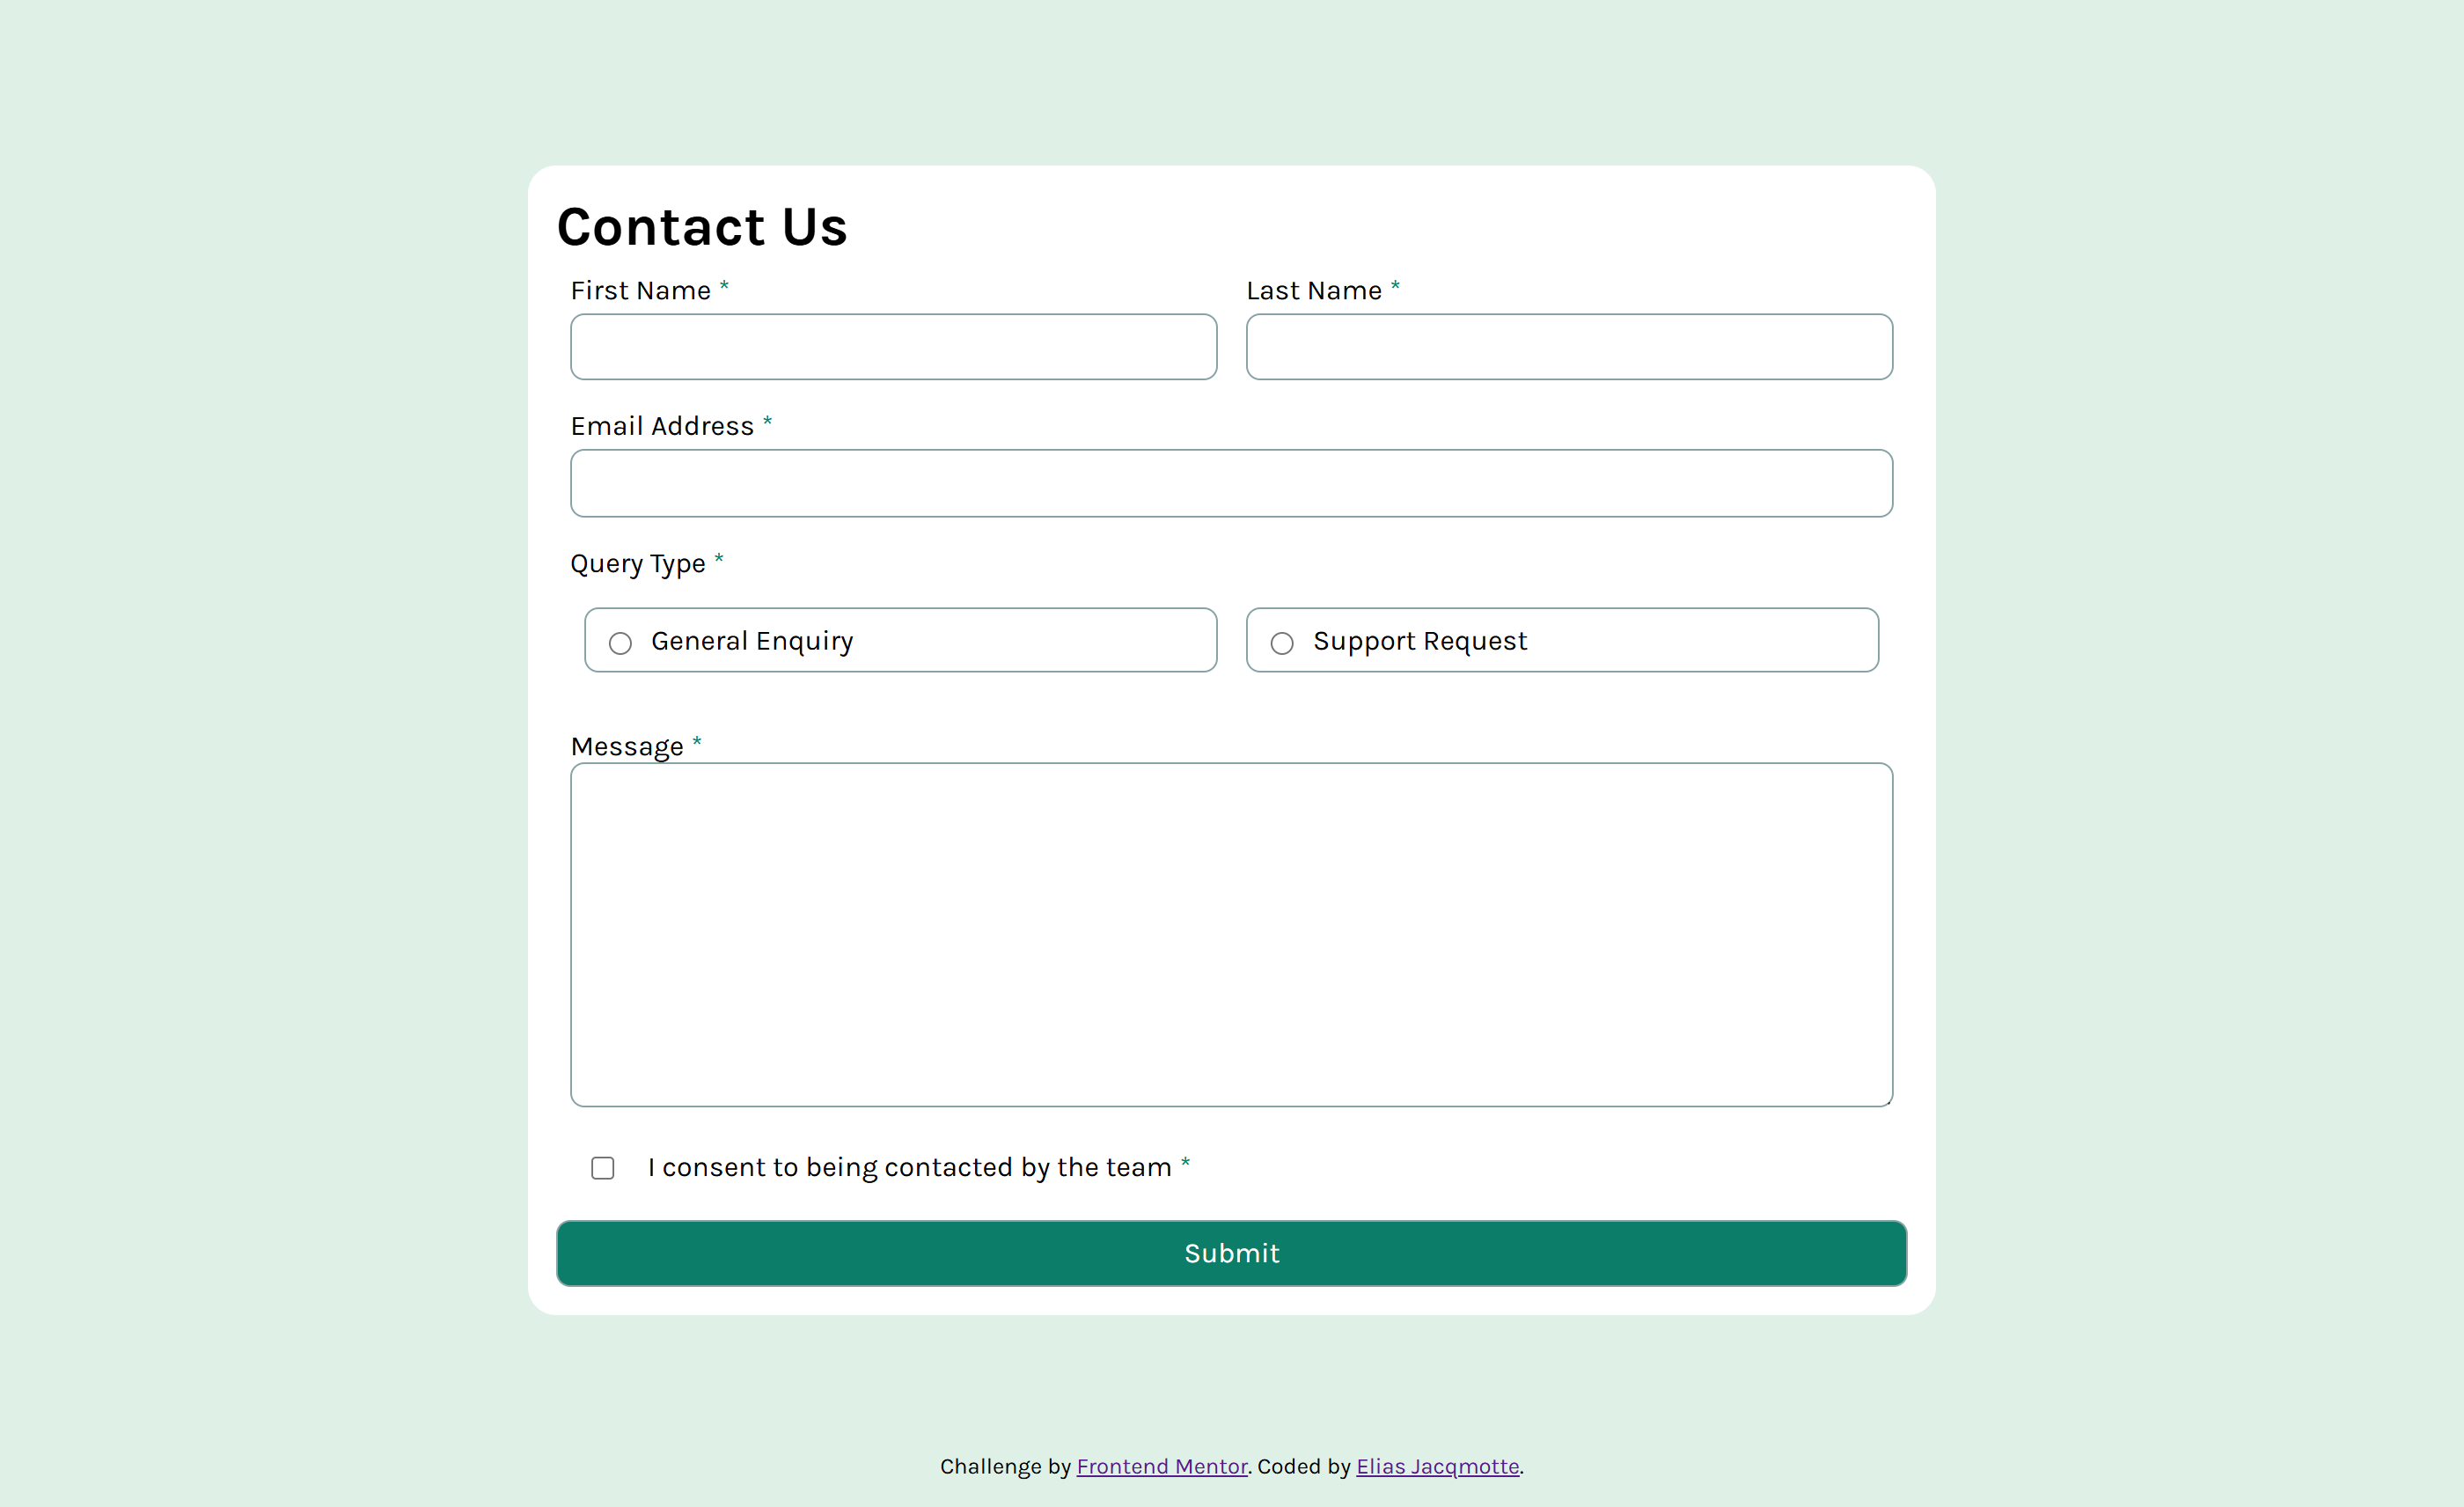 Contact Us
First Name *
Last Name *
Email Address *
Query Type *
General Enquiry
Support Request
Message *
I consent to being contacted by the team *
Submit
Challenge by Frontend Mentor. Coded by Elias Jacqmotte.